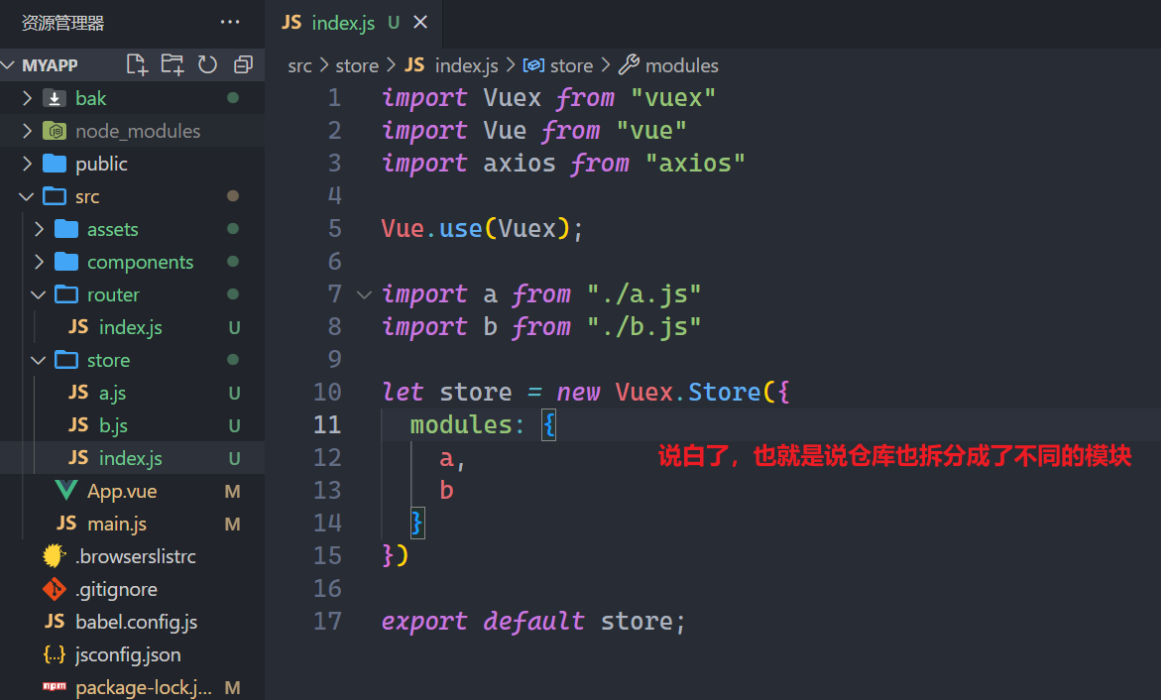 资源管理器 ...
JS index.js U ×
MYAPP
src > store > JS index.js > store > modules
bak
node_modules
public
src
assets
components
router
JS index.js U
store
JS a.js U
JS b.js U
JS index.js U
App.vue M
JS main.js M
.browserslistrc
.gitignore
JS babel.config.js
{..} jsconfig.json
npm package-lock.j... M
1 import Vuex from "vuex"
2 import Vue from "vue"
3 import axios from "axios"
4
5 Vue.use(Vuex);
6
7 import a from "./a.js"
8 import b from "./b.js"
9
10 let store = new Vuex.Store({
11 modules: {
12 a, 说白了，也就是说仓库也拆分成了不同的模块
13 b
14 }
15 })
16
17 export default store;